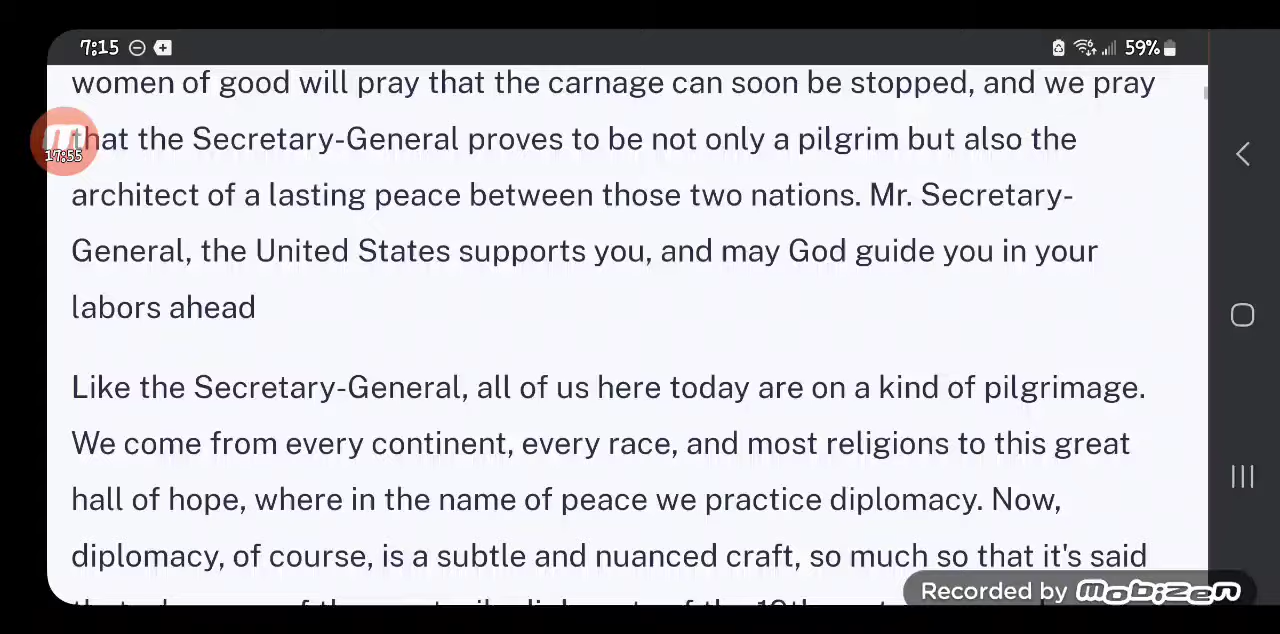 7:15
59%
women of good will pray that the carnage can soon be stopped, and we pray
that the Secretary-General proves to be not only a pilgrim but also the
17:55
architect of a lasting peace between those two nations. Mr. Secretary-
General, the United States supports you, and may God guide you in your
labors ahead
Like the Secretary-General, all of us here today are on a kind of pilgrimage.
We come from every continent, every race, and most religions to this great
hall of hope, where in the name of peace we practice diplomacy. Now,
diplomacy, of course, is a subtle and nuanced craft, so much so that it's said
Recorded by mobizen